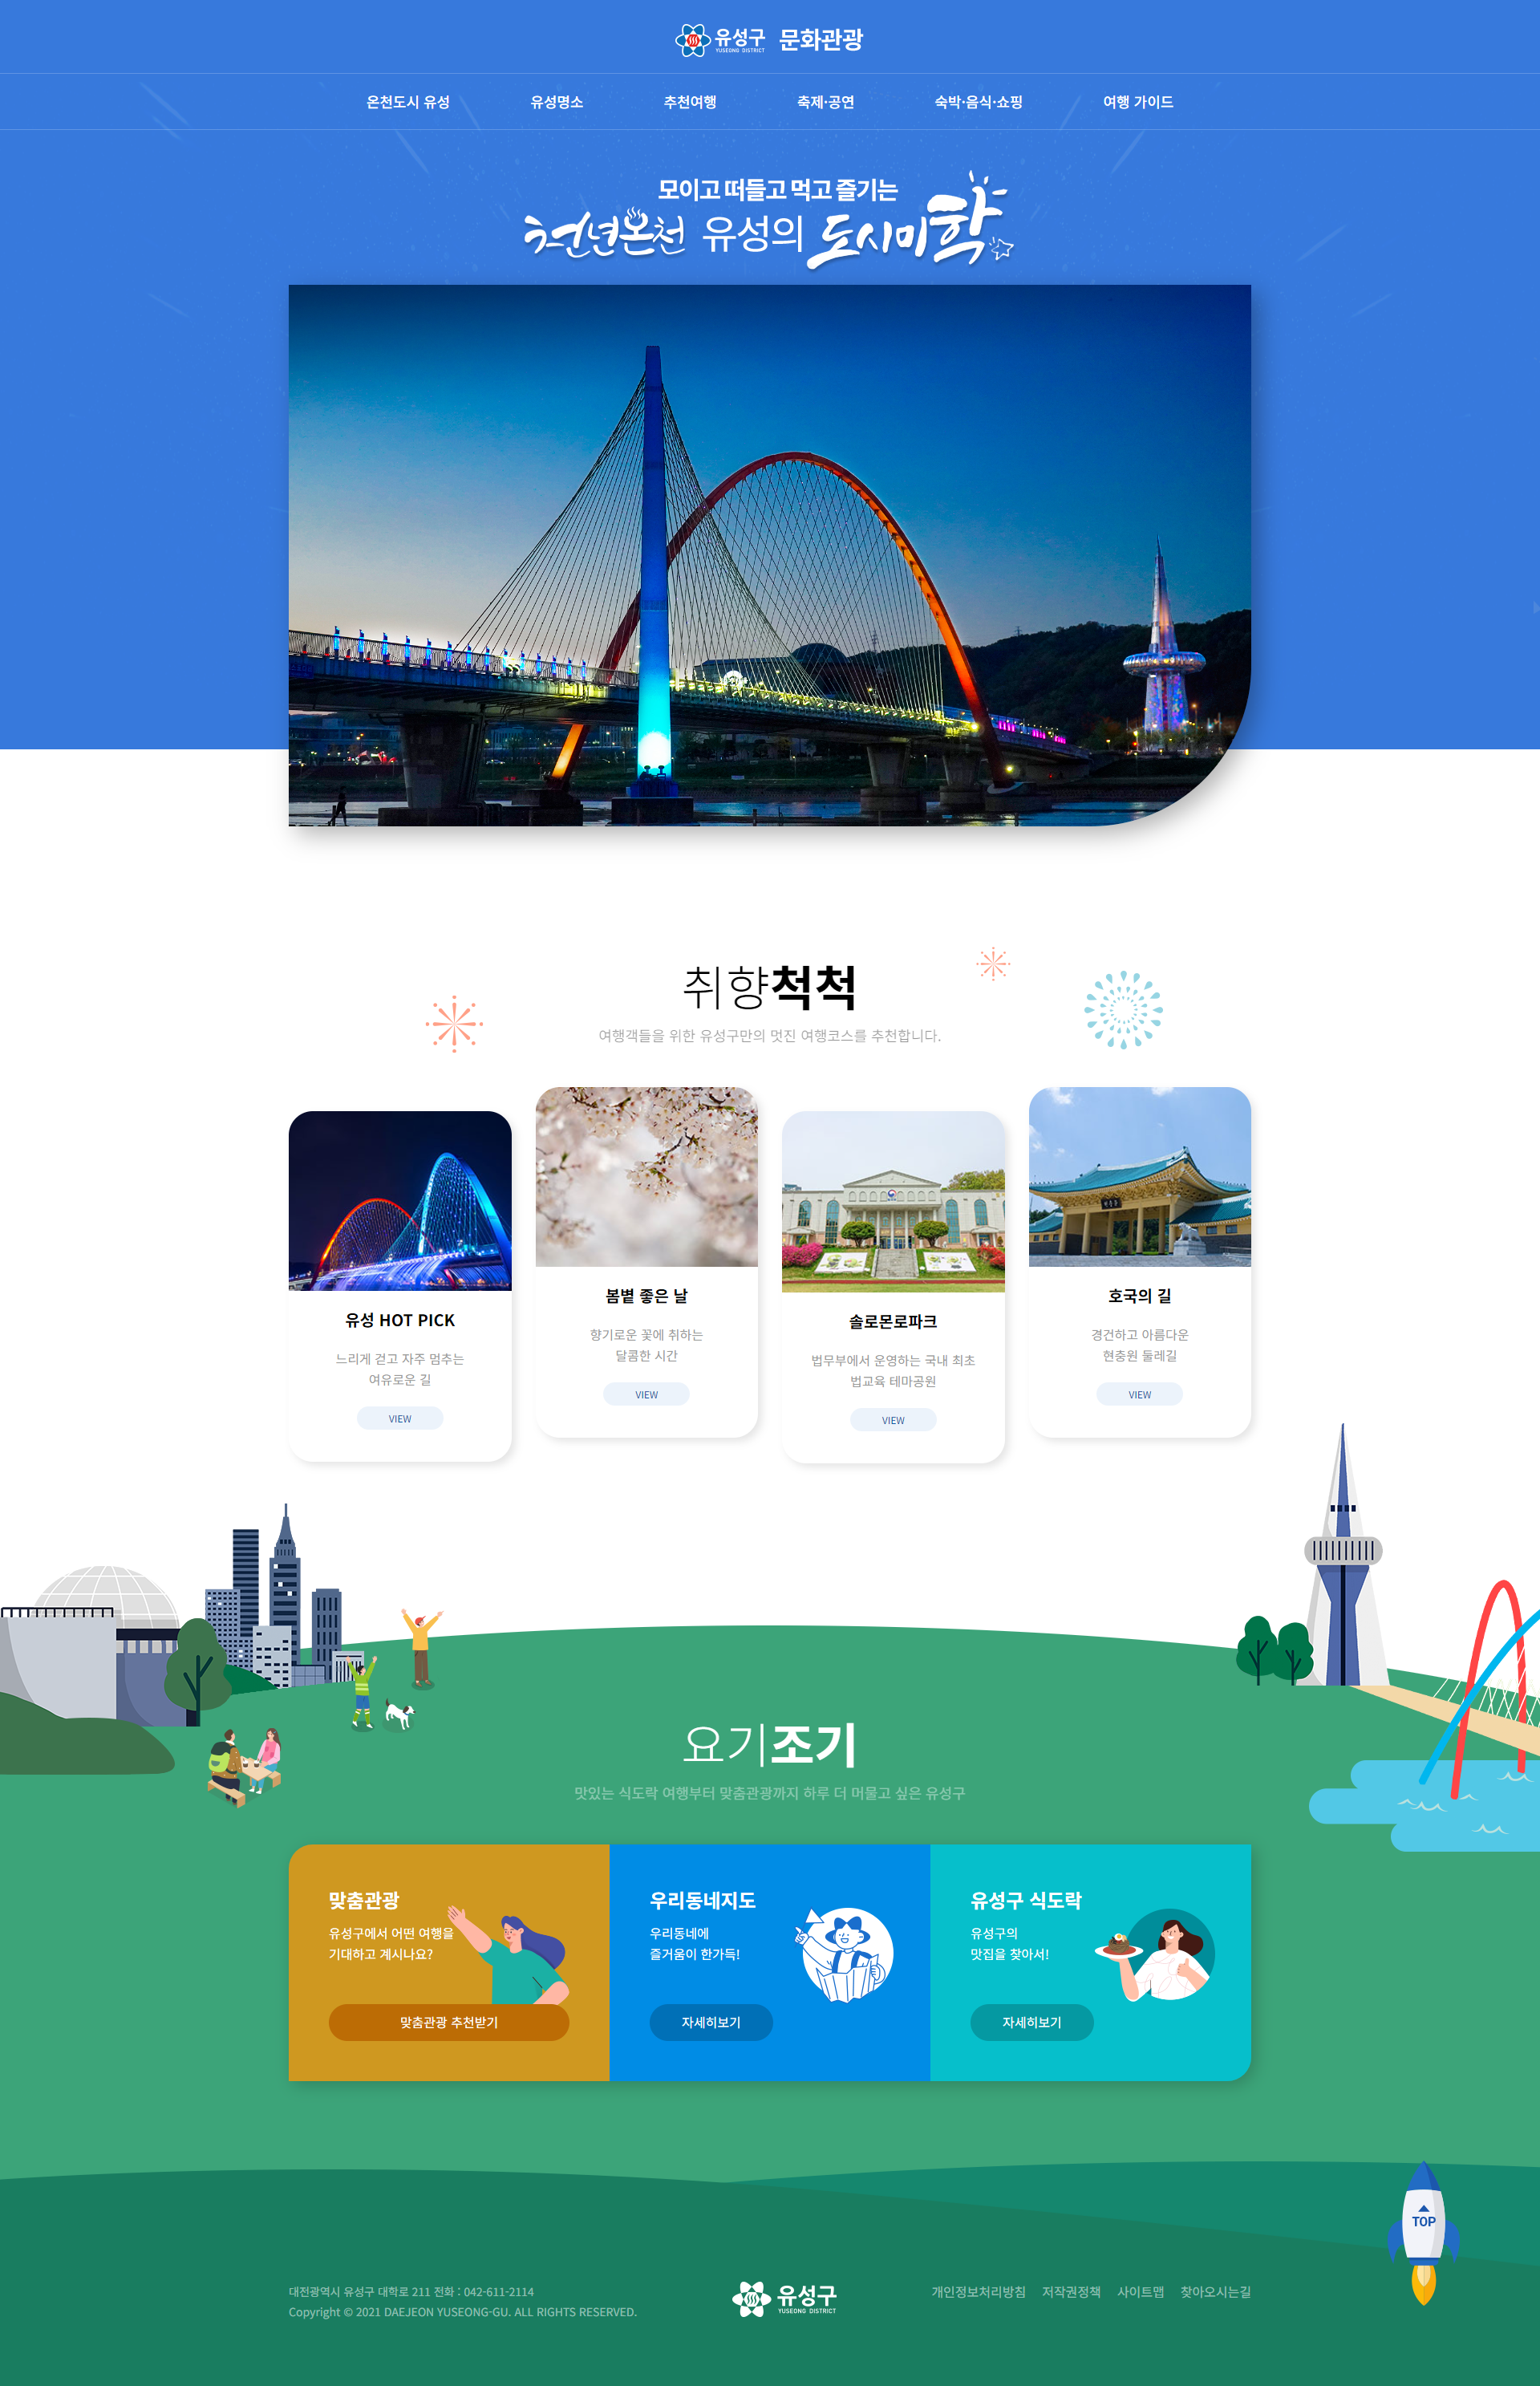 유성구
YUSEONG DISTRICT
문화관광
온천도시 유성
유성명소
추천여행
축제·공연
숙박·음식·쇼핑
여행 가이드
모이고 떠들고 먹고 즐기는
천년온천 유성의 도시미학
취향척척
여행객들을 위한 유성구만의 멋진 여행코스를 추천합니다.
유성 HOT PICK
느리게 걷고 자주 멈추는
여유로운 길
VIEW
봄볕 좋은 날
향기로운 꽃에 취하는
달콤한 시간
VIEW
솔로몬로파크
법무부에서 운영하는 국내 최초
법교육 테마공원
VIEW
호국의 길
경건하고 아름다운
현충원 둘레길
VIEW
요기조기
맛있는 식도락 여행부터 맞춤관광까지 하루 더 머물고 싶은 유성구
맞춤관광
유성구에서 어떤 여행을
기대하고 계시나요?
맞춤관광 추천받기
우리동네지도
우리동네에
즐거움이 한가득!
자세히보기
유성구 식도락
유성구의
맛집을 찾아서!
자세히보기
TOP
대전광역시 유성구 대학로 211 전화 : 042-611-2114
Copyright © 2021 DAEJEON YUSEONG-GU. ALL RIGHTS RESERVED.
유성구
YUSEONG DISTRICT
개인정보처리방침
저작권정책
사이트맵
찾아오시는길